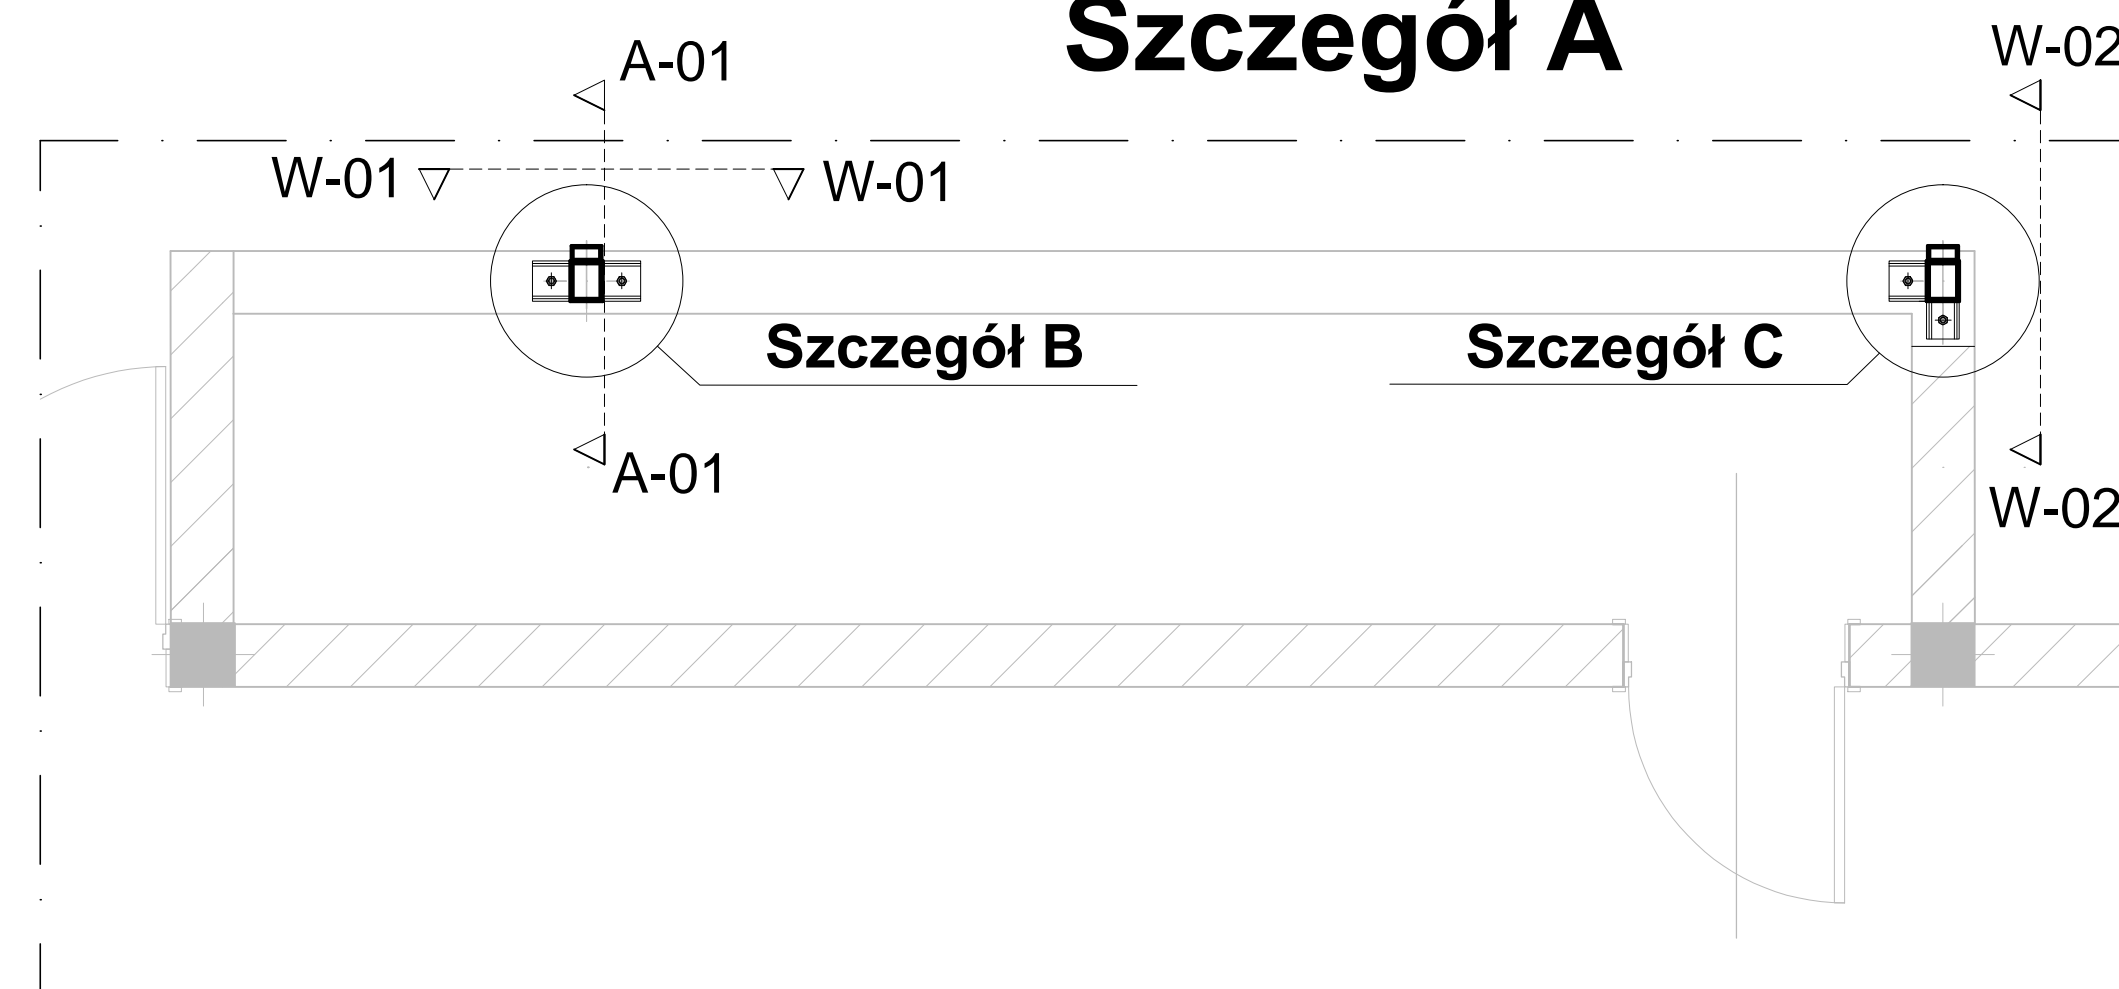 Szczegół A
A-01
W-02
W-01
W-01
Szczegół B
Szczegół C
A-01
W-02